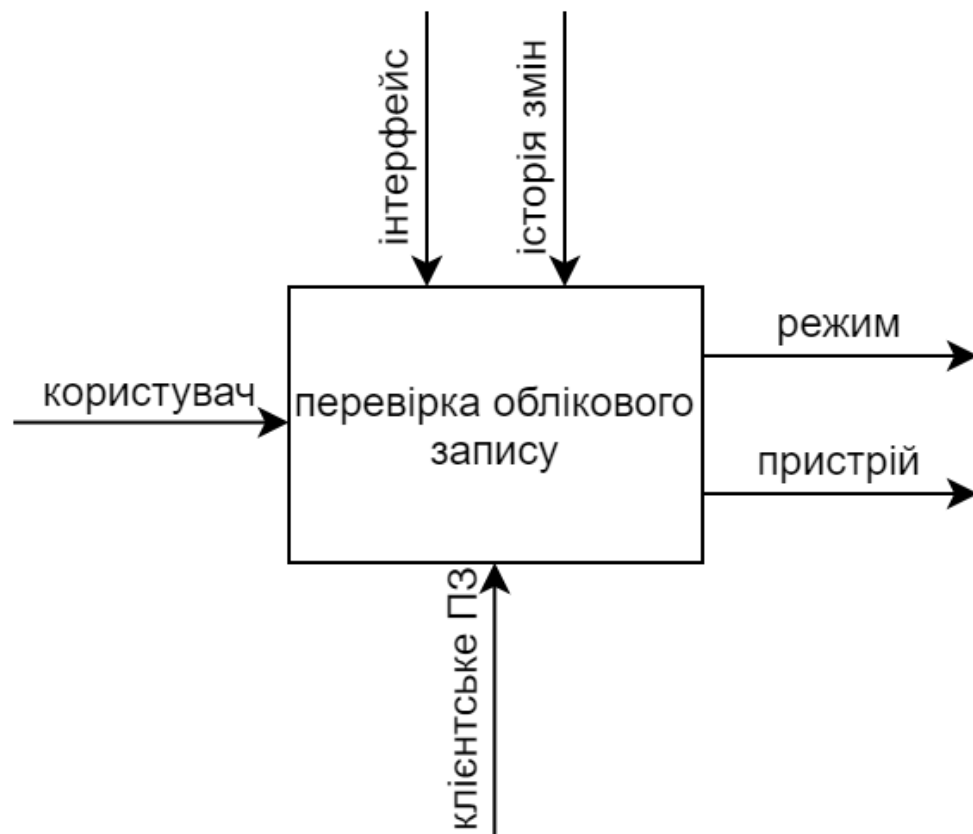 інтерфейс
історія змін
користувач
перевірка облікового
запису
режим
пристрій
клієнтське ПЗ